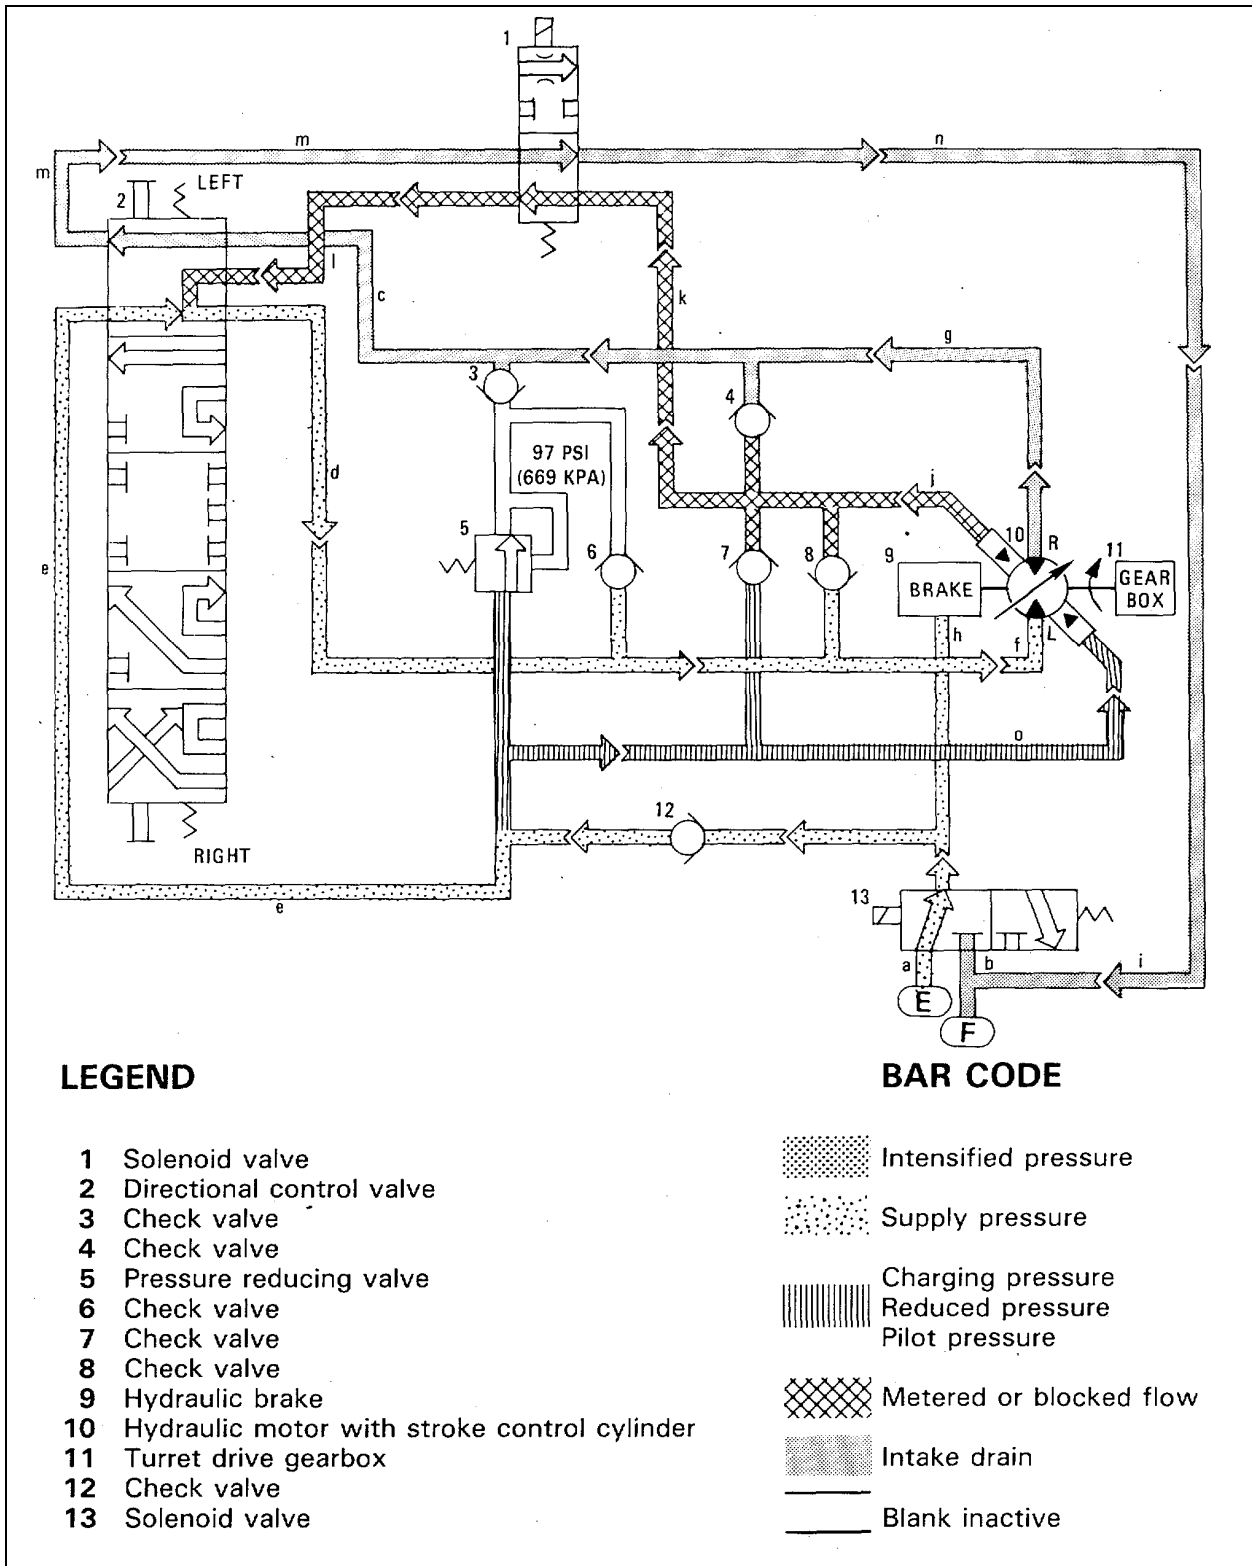 1
m
n
m
2
LEFT
l
c
k
g
3
4
97 PSI
(669 KPA)
d
j
5
6
7
8
9
10
R
11
e
BRAKE
GEAR
BOX
h
f
L
o
12
RIGHT
e
13
a
b
i
E
F
LEGEND
1 Solenoid valve
2 Directional control valve
3 Check valve
4 Check valve
5 Pressure reducing valve
6 Check valve
7 Check valve
8 Check valve
9 Hydraulic brake
10 Hydraulic motor with stroke control cylinder
11 Turret drive gearbox
12 Check valve
13 Solenoid valve
BAR CODE
Intensified pressure
Supply pressure
Charging pressure
Reduced pressure
Pilot pressure
Metered or blocked flow
Intake drain
Blank inactive